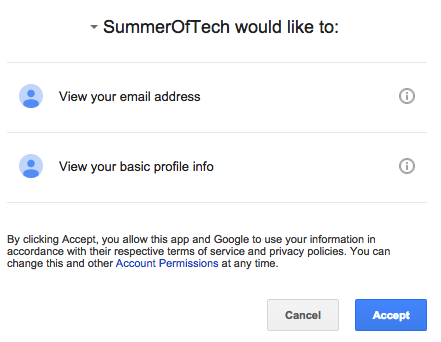 SummerOfTech would like to:
View your email address
View your basic profile info
By clicking Accept, you allow this app and Google to use your information in
accordance with their respective terms of service and privacy policies. You can
change this and other Account Permissions at any time.
Cancel Accept